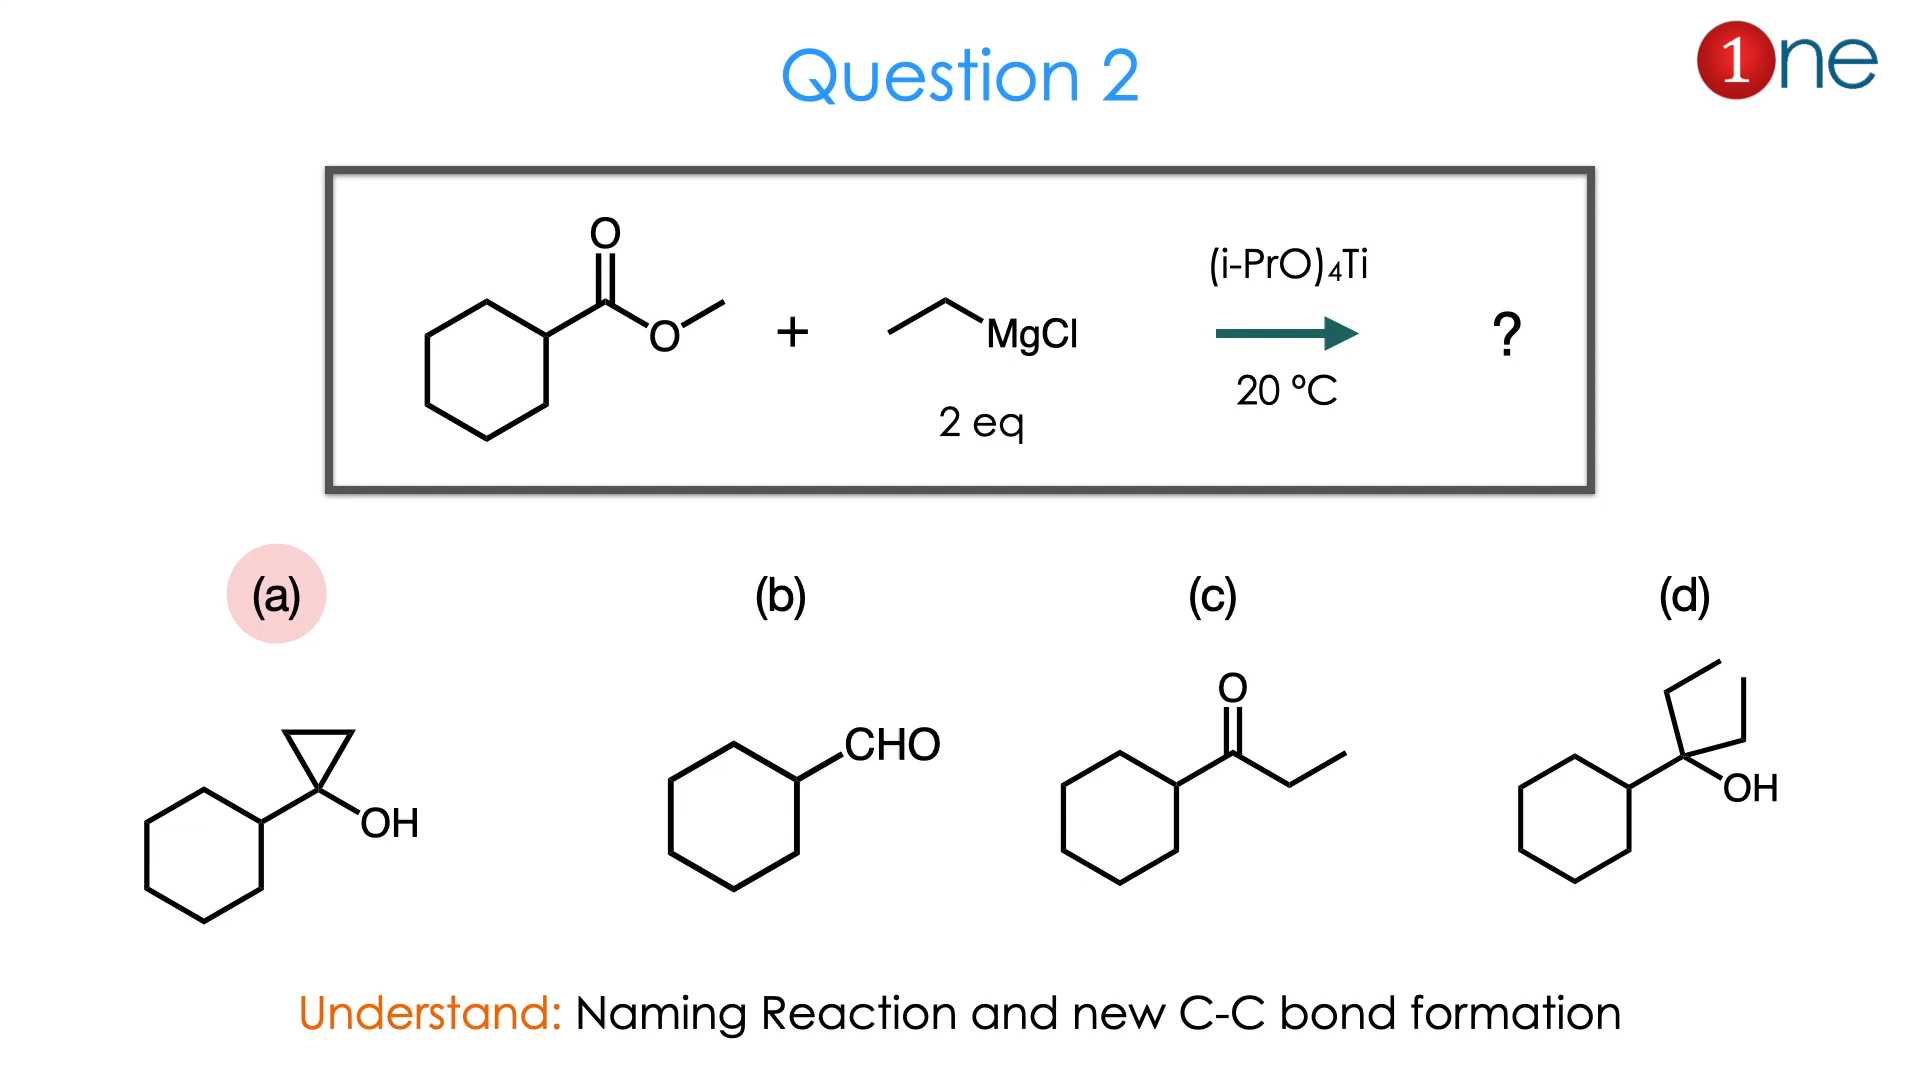 Question 2
1ne
O
O
+
MgCl
2 eq
(i-PrO)4Ti
20 ºC
?
(a)
(b)
(c)
(d)
OH
CHO
O
OH
Understand: Naming Reaction and new C-C bond formation